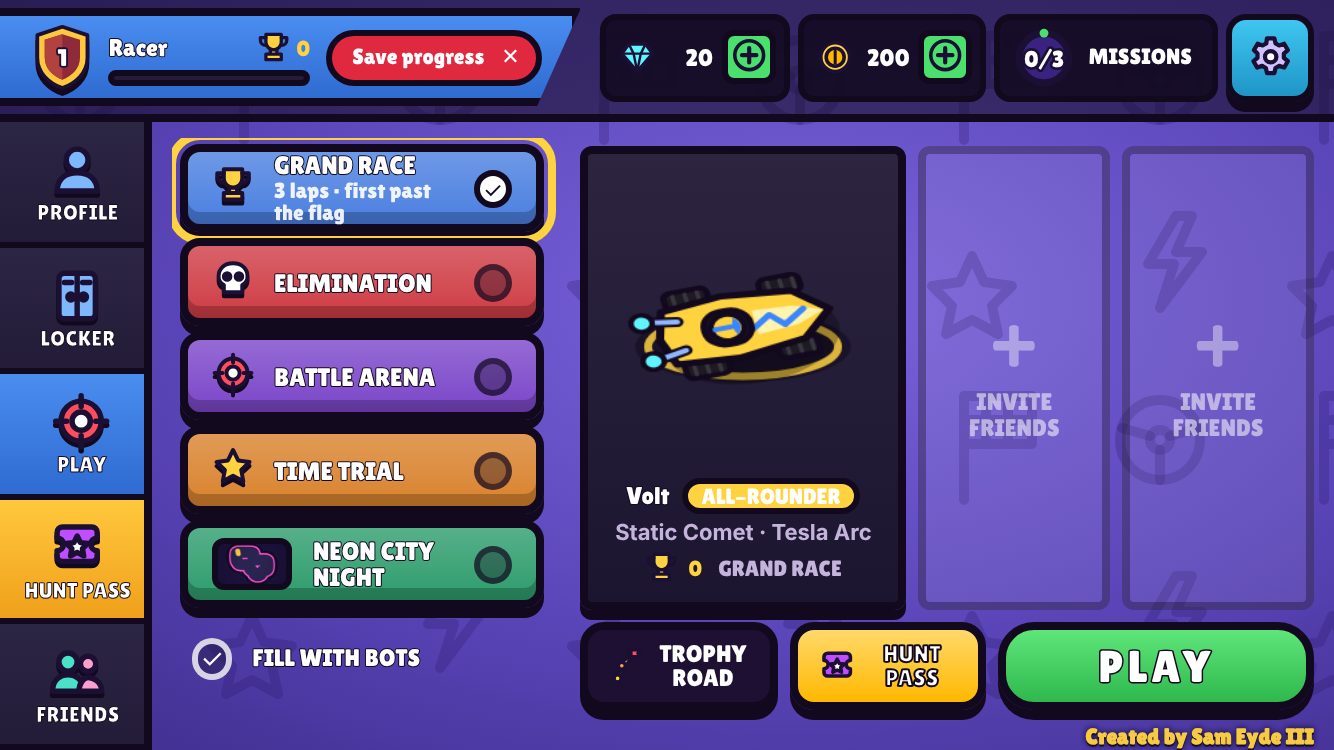 1
Racer
0
Save progress ✕
20
200
0/3
MISSIONS
PROFILE
LOCKER
PLAY
HUNT PASS
FRIENDS
GRAND RACE
3 laps · first past
the flag
ELIMINATION
BATTLE ARENA
TIME TRIAL
NEON CITY
NIGHT
FILL WITH BOTS
Volt ALL-ROUNDER
Static Comet · Tesla Arc
0 GRAND RACE
INVITE
FRIENDS
INVITE
FRIENDS
TROPHY
ROAD
HUNT
PASS
PLAY
Created by Sam Eyde III